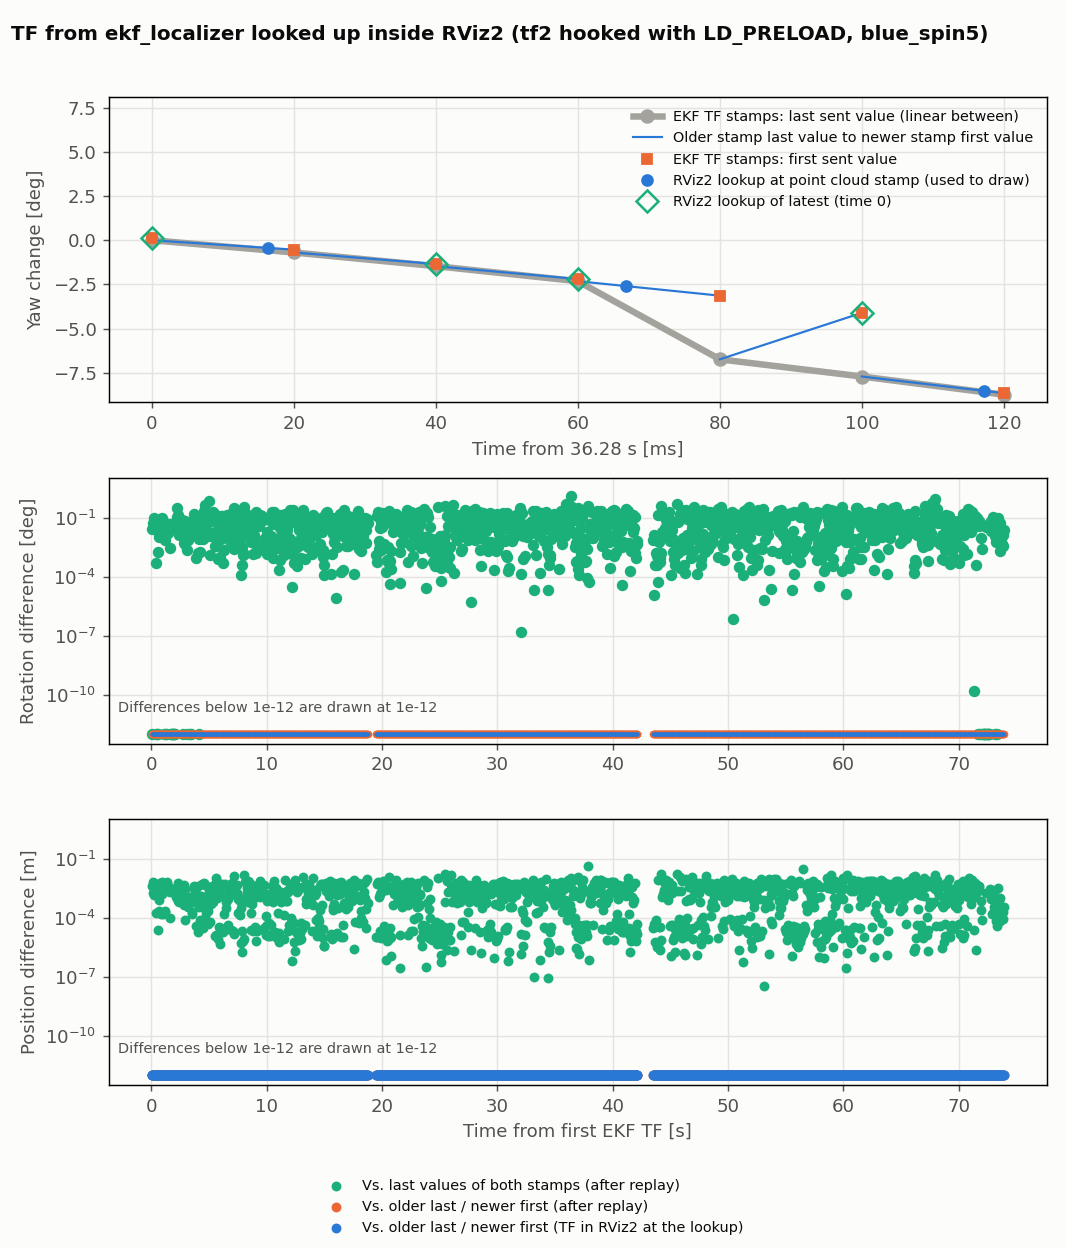 TF from ekf_localizer looked up inside RViz2 (tf2 hooked with LD_PRELOAD, blue_spin5)
7.5
5.0
2.5
0.0
−2.5
−5.0
−7.5
Yaw change [deg]
EKF TF stamps: last sent value (linear between)
Older stamp last value to newer stamp first value
EKF TF stamps: first sent value
RViz2 lookup at point cloud stamp (used to draw)
RViz2 lookup of latest (time 0)
0 20 40 60 80 100 120
Time from 36.28 s [ms]
10⁻¹
10⁻⁴
10⁻⁷
10⁻¹⁰
Rotation difference [deg]
Differences below 1e-12 are drawn at 1e-12
0 10 20 30 40 50 60 70
10⁻¹
10⁻⁴
10⁻⁷
10⁻¹⁰
Position difference [m]
Differences below 1e-12 are drawn at 1e-12
0 10 20 30 40 50 60 70
Time from first EKF TF [s]
Vs. last values of both stamps (after replay)
Vs. older last / newer first (after replay)
Vs. older last / newer first (TF in RViz2 at the lookup)